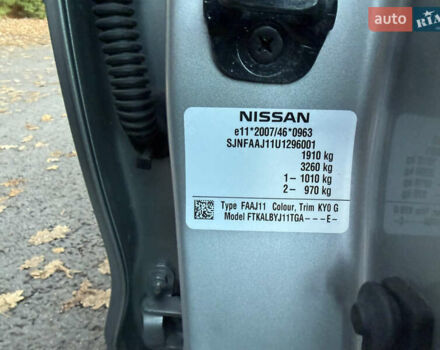 auto RIA
NISSAN
e11*2007/46*0963
SJNFAAJ11U1296001
1910 kg
3260 kg
1- 1010 kg
2- 970 kg
Type FAAJ11 Colour, Trim KY0 G
Model FTKALBYJ11TGA---E-